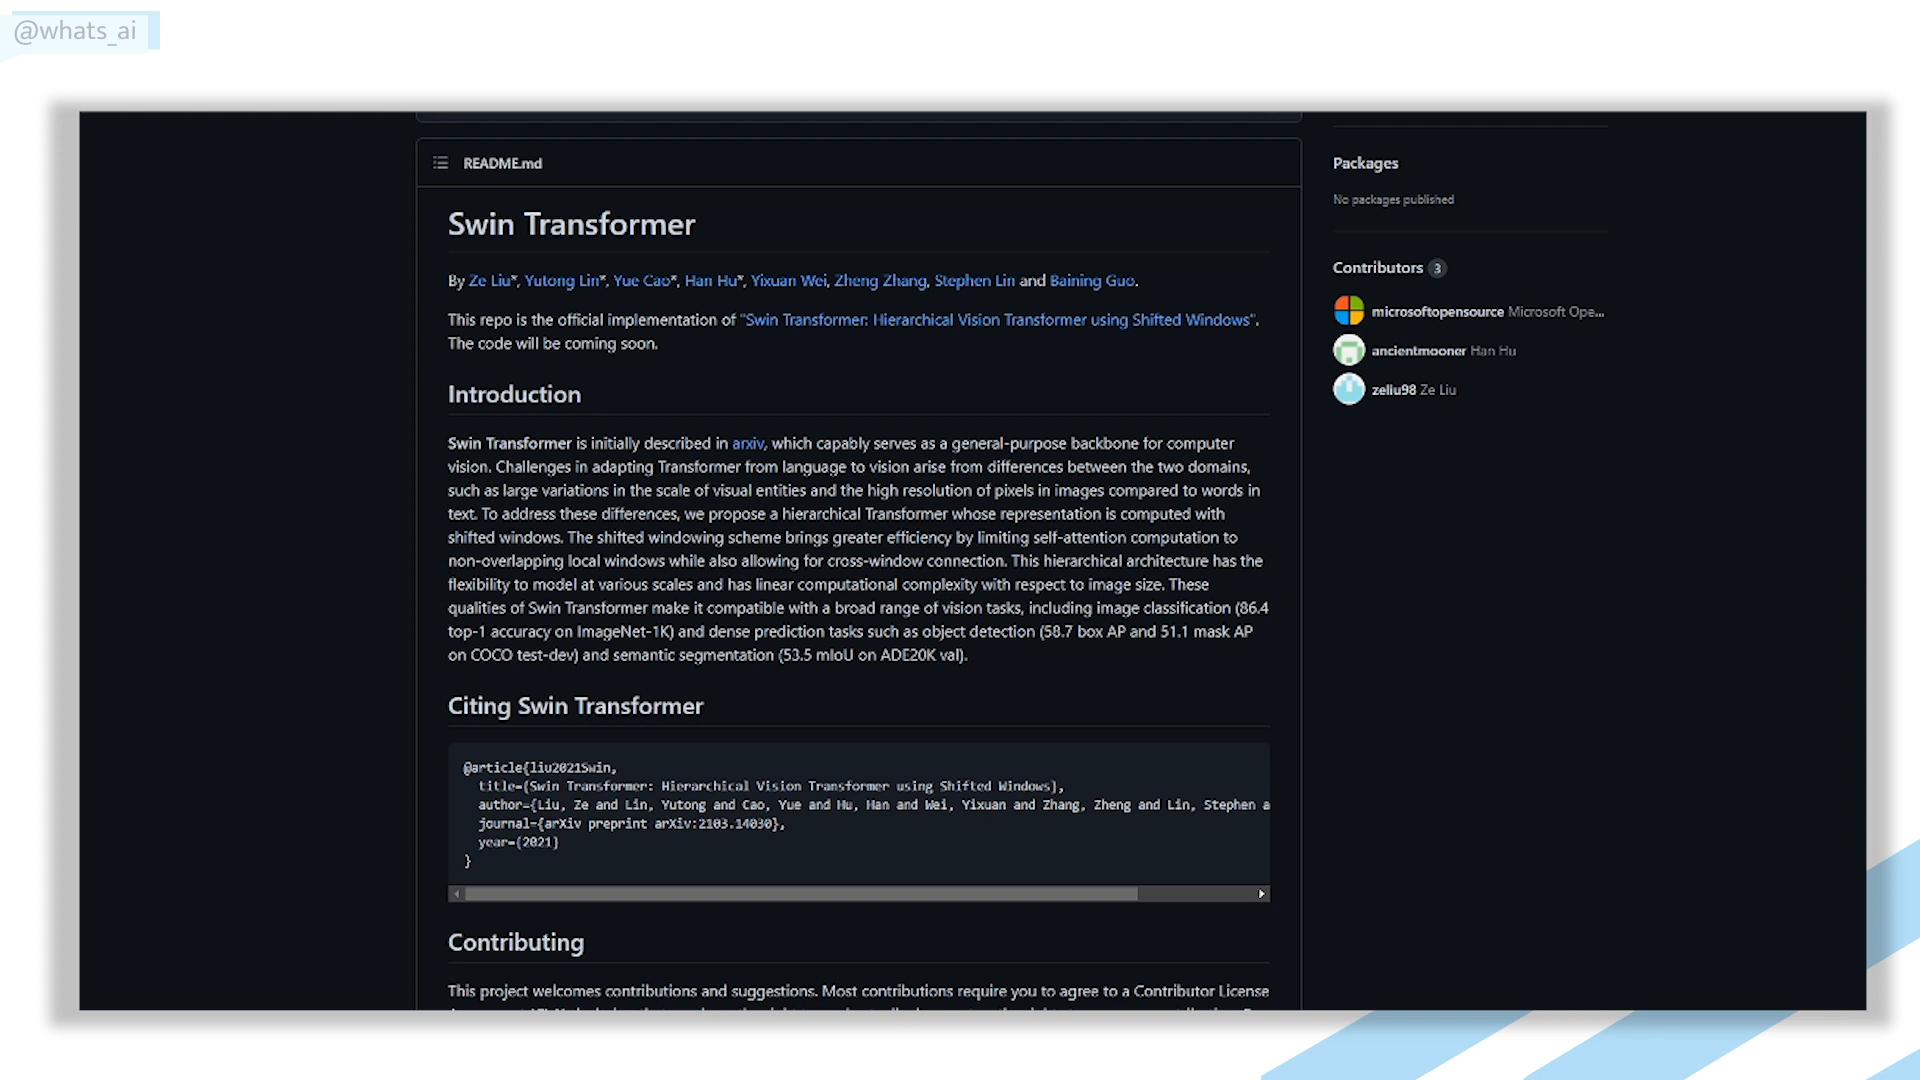 @whats_ai
README.md
Swin Transformer
By Ze Liu*, Yutong Lin*, Yue Cao*, Han Hu*, Yixuan Wei, Zheng Zhang, Stephen Lin and Baining Guo.
This repo is the official implementation of "Swin Transformer: Hierarchical Vision Transformer using Shifted Windows".
The code will be coming soon.
Introduction
Swin Transformer is initially described in arxiv, which capably serves as a general-purpose backbone for computer
vision. Challenges in adapting Transformer from language to vision arise from differences between the two domains,
such as large variations in the scale of visual entities and the high resolution of pixels in images compared to words in
text. To address these differences, we propose a hierarchical Transformer whose representation is computed with
shifted windows. The shifted windowing scheme brings greater efficiency by limiting self-attention computation to
non-overlapping local windows while also allowing for cross-window connection. This hierarchical architecture has the
flexibility to model at various scales and has linear computational complexity with respect to image size. These
qualities of Swin Transformer make it compatible with a broad range of vision tasks, including image classification (86.4
top-1 accuracy on ImageNet-1K) and dense prediction tasks such as object detection (58.7 box AP and 51.1 mask AP
on COCO test-dev) and semantic segmentation (53.5 mIoU on ADE20K val).
Citing Swin Transformer
@article{liu2021Swin,
title={Swin Transformer: Hierarchical Vision Transformer using Shifted Windows},
author={Liu, Ze and Lin, Yutong and Cao, Yue and Hu, Han and Wei, Yixuan and Zhang, Zheng and Lin, Stephen a
journal={arXiv preprint arXiv:2103.14030},
year={2021}
}
Contributing
This project welcomes contributions and suggestions. Most contributions require you to agree to a Contributor License
Packages
No packages published
Contributors 3
microsoftopensource Microsoft Ope...
ancientmooner Han Hu
zeliu98 Ze Liu